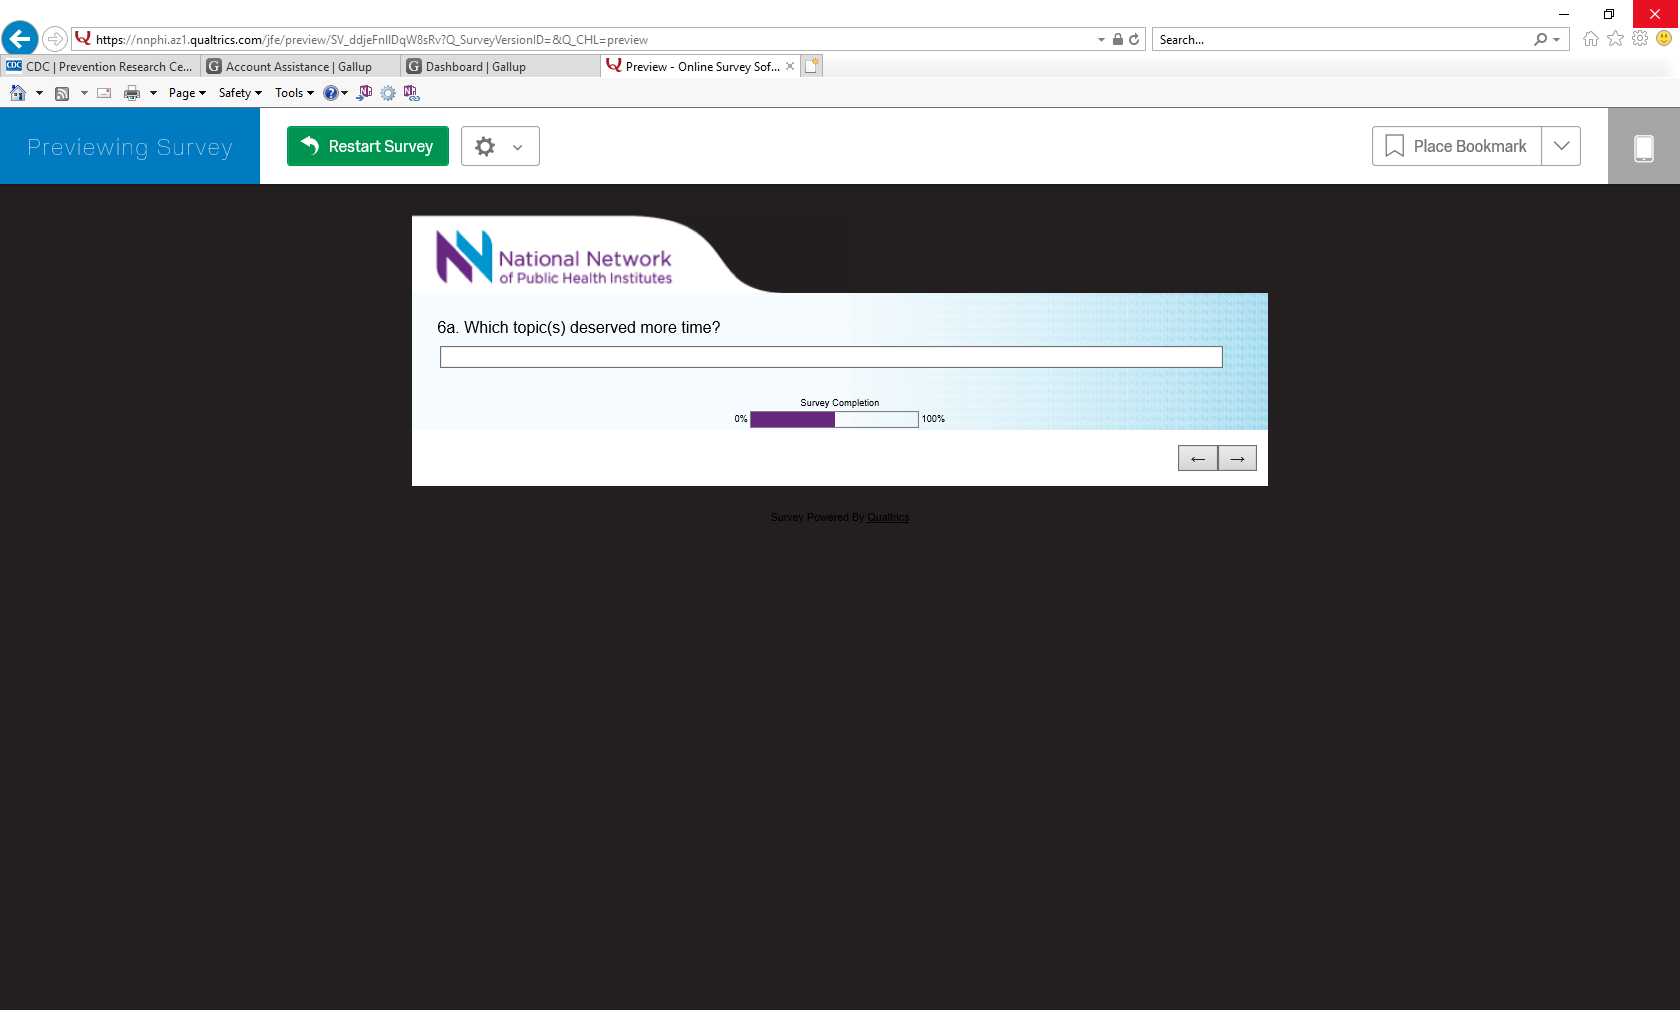 https://nnphi.az1.qualtrics.com/jfe/preview/SV_ddjeFnIIDqW8sRv?Q_SurveyVersionID=&Q_CHL=preview
Search...
CDC | Prevention Research Ce...
Account Assistance | Gallup
Dashboard | Gallup
Preview - Online Survey Sof...
Page
Safety
Tools
Previewing Survey
Restart Survey
Place Bookmark
National Network
of Public Health Institutes
6a. Which topic(s) deserved more time?
Survey Completion
0%
100%
← →
Survey Powered By Qualtrics